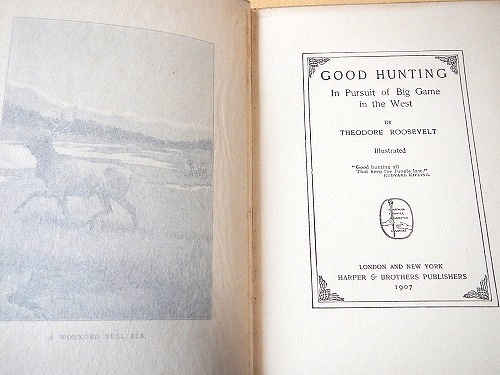 A WOUNDED BULL ELK
GOOD HUNTING
In Pursuit of Big Game
in the West
BY
THEODORE ROOSEVELT
Illustrated
"Good hunting all
That keep the Jungle law."
RUDYARD KIPLING.
LONDON AND NEW YORK
HARPER & BROTHERS PUBLISHERS
1907